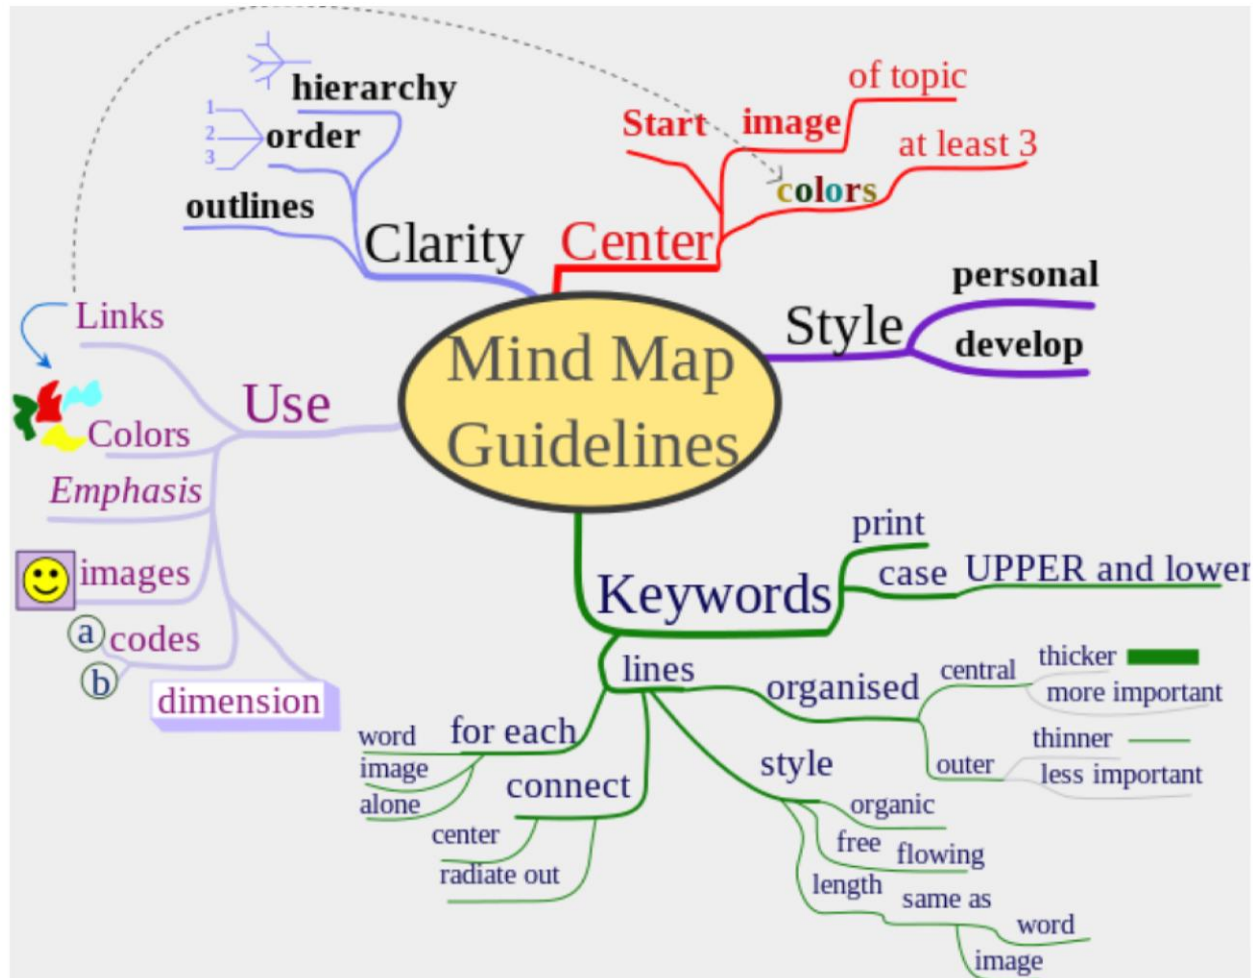 Mind Map
Guidelines
Clarity
hierarchy
1
2
3
order
outlines
Center
Start
image
of topic
colors
at least 3
Style
personal
develop
Keywords
print
case
UPPER and lower
lines
organised
central
thicker
more important
outer
thinner
less important
style
organic
free
flowing
length
same as
word
image
connect
center
radiate out
for each
word
image
alone
Use
Links
Colors
Emphasis
images
codes
a
b
dimension